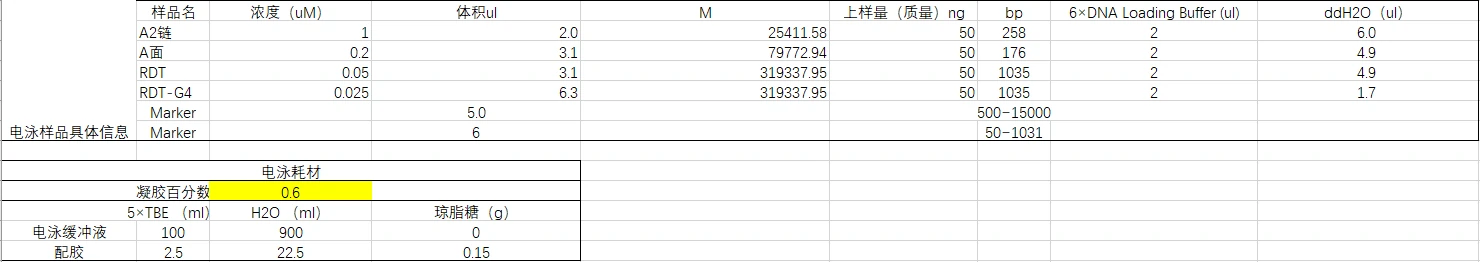 样品名 浓度（uM） 体积ul M 上样量（质量）ng bp 6×DNA Loading Buffer (ul) ddH2O（ul）
A2链 1 2.0 25411.58 50 258 2 6.0
A面 0.2 3.1 79772.94 50 176 2 4.9
RDT 0.05 3.1 319337.95 50 1035 2 4.9
RDT-G4 0.025 6.3 319337.95 50 1035 2 1.7
Marker 5.0 500-15000
电泳样品具体信息 Marker 6 50-1031
电泳耗材
凝胶百分数 0.6
5×TBE （ml） H2O （ml） 琼脂糖（g）
电泳缓冲液 100 900 0
配胶 2.5 22.5 0.15